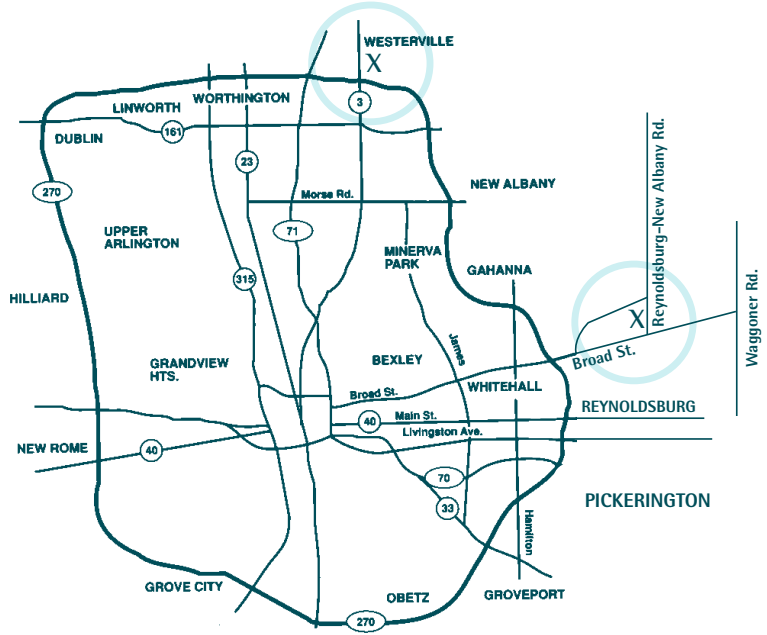 WESTERVILLE
X
WORTHINGTON
LINWORTH
3
161
DUBLIN
23
270
NEW ALBANY
Morse Rd.
Reynoldsburg-New Albany Rd.
UPPER
ARLINGTON
71
MINERVA
PARK
GAHANNA
315
HILLIARD
Waggoner Rd.
X
James
GRANDVIEW
HTS.
BEXLEY
Broad St.
WHITEHALL
Broad St.
REYNOLDSBURG
Main St.
40
Livingston Ave.
NEW ROME
40
70
PICKERINGTON
33
Hamilton
GROVE CITY
OBETZ
GROVEPORT
270